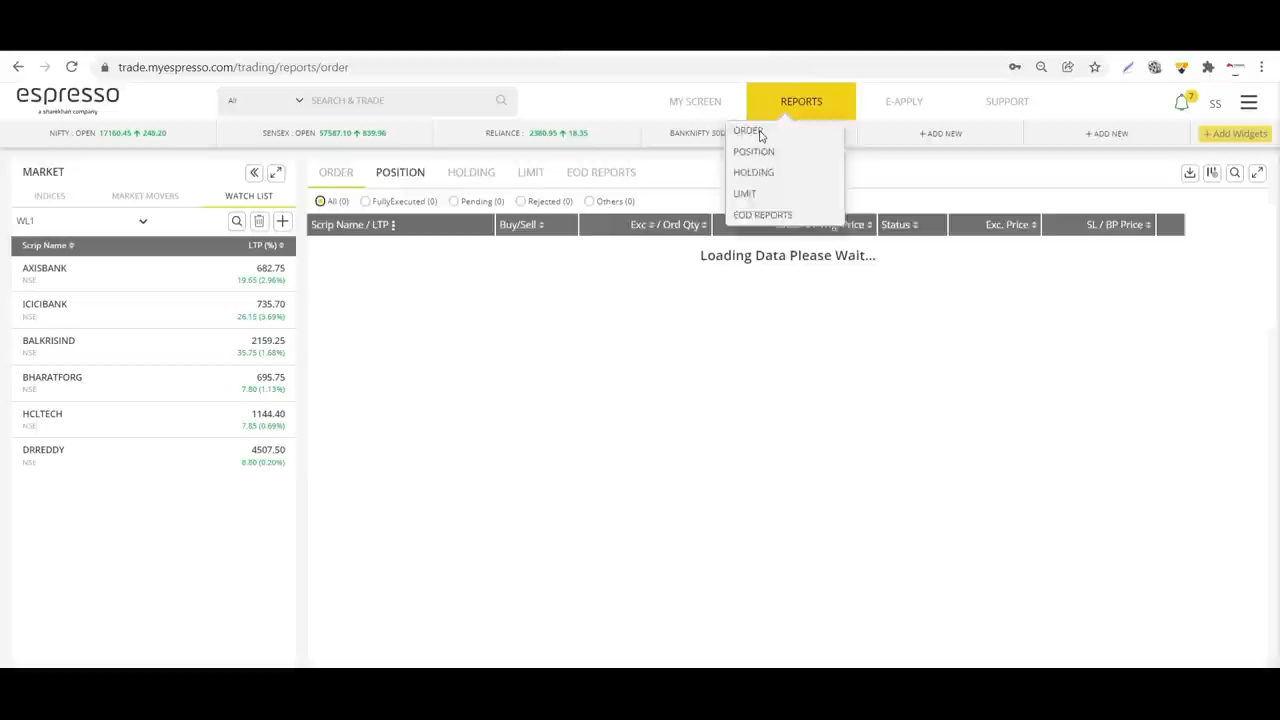 trade.myespresso.com/trading/reports/order
espresso
a sharekhan company
All
SEARCH & TRADE
MY SCREEN
REPORTS
E-APPLY
SUPPORT
7
SS
NIFTY : OPEN 17160.45 ↑ 248.20
SENSEX : OPEN 57587.10 ↑ 839.96
RELIANCE : 2380.95 ↑ 18.35
BANKNIFTY 30D
+ ADD NEW
+ ADD NEW
+ Add Widgets
ORDER
POSITION
HOLDING
LIMIT
EOD REPORTS
MARKET
INDICES
MARKET MOVERS
WATCH LIST
WL1
Scrip Name
LTP (%)
AXISBANK 682.75
NSE 19.65 (2.96%)
ICICIBANK 735.70
NSE 26.15 (3.69%)
BALKRISIND 2159.25
NSE 35.75 (1.68%)
BHARATFORG 695.75
NSE 7.80 (1.13%)
HCLTECH 1144.40
NSE 7.85 (0.69%)
DRREDDY 4507.50
NSE 8.80 (0.20%)
ORDER
POSITION
HOLDING
LIMIT
EOD REPORTS
All (0)
FullyExecuted (0)
Pending (0)
Rejected (0)
Others (0)
Scrip Name / LTP
Buy/Sell
Exc / Ord Qty
Price
Status
Exc. Price
SL / BP Price
Loading Data Please Wait...